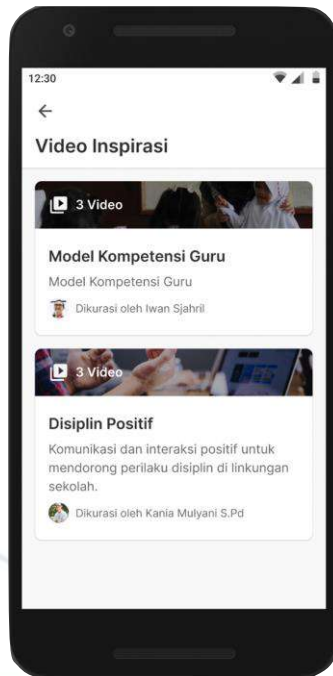 12:30
Video Inspirasi
3 Video
Model Kompetensi Guru
Model Kompetensi Guru
Dikurasi oleh Iwan Sjahril
3 Video
Disiplin Positif
Komunikasi dan interaksi positif untuk
mendorong perilaku disiplin di linkungan
sekolah.
Dikurasi oleh Kania Mulyani S.Pd